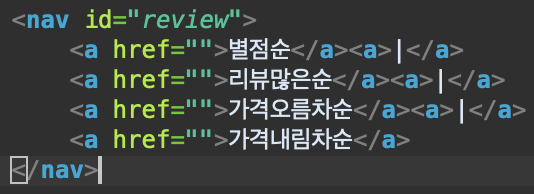 <nav id="review">
    <a href="">별점순</a><a>|</a>
    <a href="">리뷰많은순</a><a>|</a>
    <a href="">가격오름차순</a><a>|</a>
    <a href="">가격내림차순</a>
</nav>